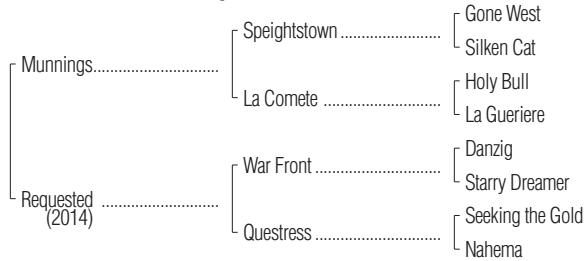 Gone West
Speightstown ....................
Silken Cat
Munnings.........................
Holy Bull
La Comete ........................
La Gueriere
Danzig
War Front .........................
Starry Dreamer
Requested .......................
(2014)
Seeking the Gold
Questress .........................
Nahema